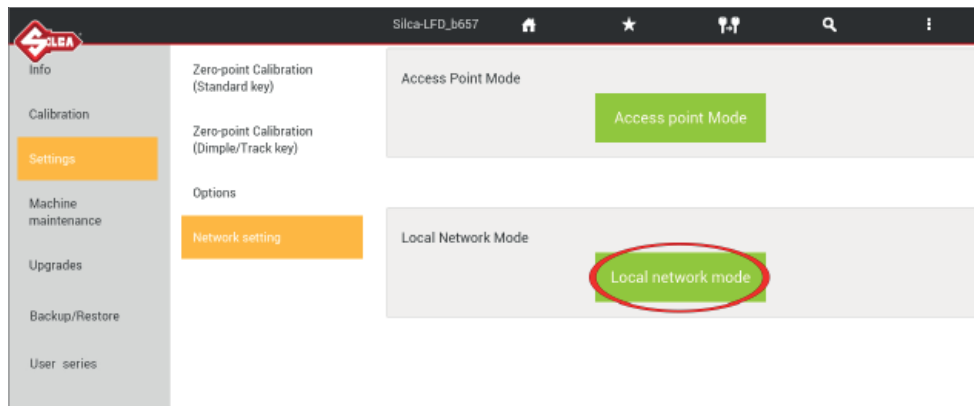 Silca-LFD_b657
SILCA
Info
Calibration
Settings
Machine
maintenance
Upgrades
Backup/Restore
User series
Zero-point Calibration
(Standard key)
Zero-point Calibration
(Dimple/Track key)
Options
Network setting
Access Point Mode
Access point Mode
Local Network Mode
Local network mode